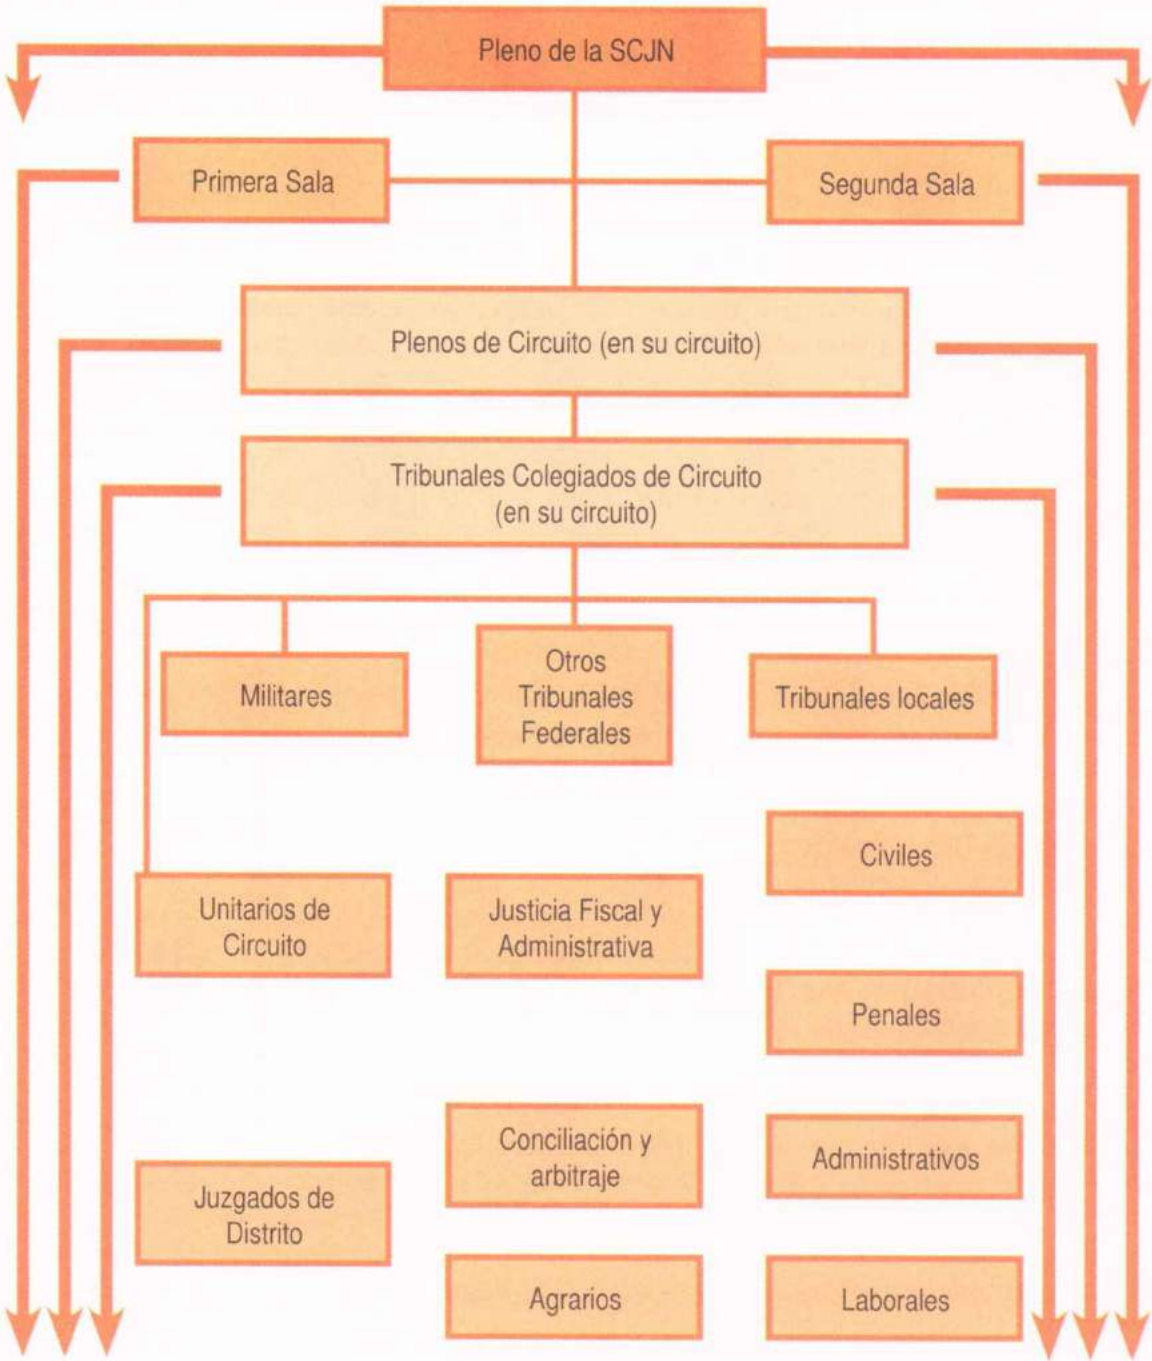 Pleno de la SCJN
Primera Sala
Segunda Sala
Plenos de Circuito (en su circuito)
Tribunales Colegiados de Circuito
(en su circuito)
Militares
Otros
Tribunales
Federales
Tribunales locales
Civiles
Unitarios de
Circuito
Justicia Fiscal y
Administrativa
Penales
Conciliación y
arbitraje
Administrativos
Juzgados de
Distrito
Agrarios
Laborales